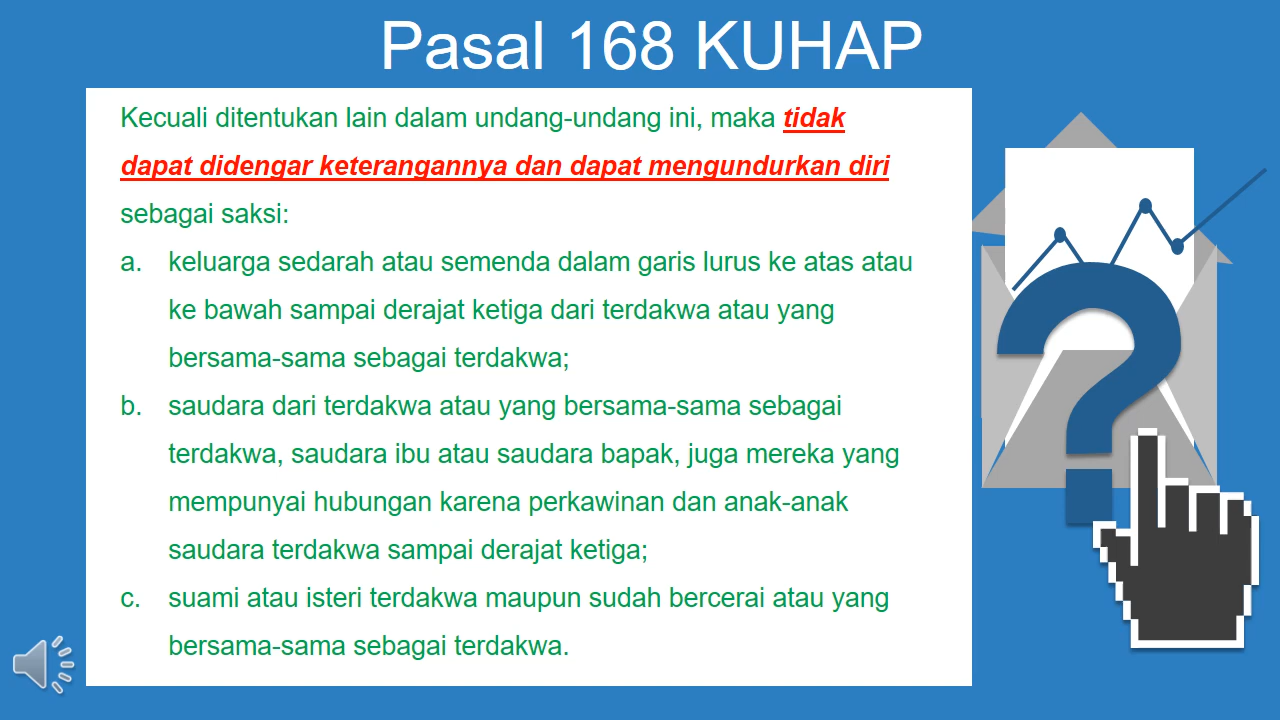 Pasal 168 KUHAP
Kecuali ditentukan lain dalam undang-undang ini, maka tidak
dapat didengar keterangannya dan dapat mengundurkan diri
sebagai saksi:
a. keluarga sedarah atau semenda dalam garis lurus ke atas atau
ke bawah sampai derajat ketiga dari terdakwa atau yang
bersama-sama sebagai terdakwa;
b. saudara dari terdakwa atau yang bersama-sama sebagai
terdakwa, saudara ibu atau saudara bapak, juga mereka yang
mempunyai hubungan karena perkawinan dan anak-anak
saudara terdakwa sampai derajat ketiga;
c. suami atau isteri terdakwa maupun sudah bercerai atau yang
bersama-sama sebagai terdakwa.
?